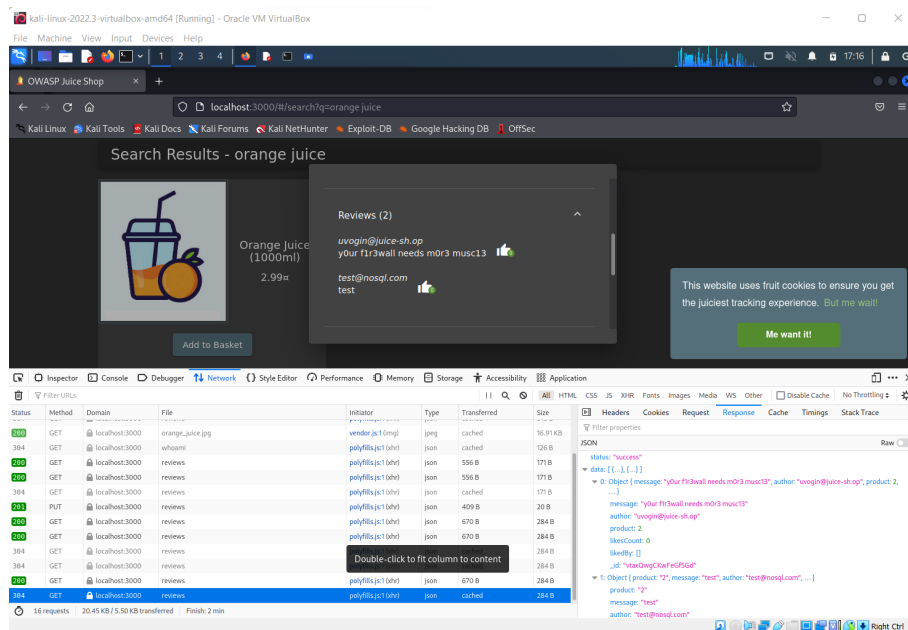 kali-linux-2022.3-virtualbox-amd64 [Running] - Oracle VM VirtualBox
File Machine View Input Devices Help
1 2 3 4 17:16
OWASP Juice Shop × +
localhost:3000/#/search?q=orange juice
Kali Linux Kali Tools Kali Docs Kali Forums Kali NetHunter Exploit-DB Google Hacking DB OffSec
Search Results - orange juice
Orange Juice
(1000ml)
2.99¤
Add to Basket
Reviews (2)
uvogin@juice-sh.op
y0ur f1r3wall needs m0r3 musc13
test@nosql.com
test
This website uses fruit cookies to ensure you get
the juiciest tracking experience. But me wait!
Me want it!
Inspector Console Debugger Network {} Style Editor Performance Memory Storage Accessibility Application
Filter URLs All HTML CSS JS XHR Fonts Images Media WS Other Disable Cache No Throttling
Status Method Domain File Initiator Type Transferred Size
200 GET localhost:3000 orange_juice.jpg vendor.js:1 (img) jpeg cached 16.91 KB
304 GET localhost:3000 whoami polyfills.js:1 (xhr) json cached 126 B
200 GET localhost:3000 reviews polyfills.js:1 (xhr) json 556 B 171 B
200 GET localhost:3000 reviews polyfills.js:1 (xhr) json 556 B 171 B
304 GET localhost:3000 reviews polyfills.js:1 (xhr) json cached 171 B
201 PUT localhost:3000 reviews polyfills.js:1 (xhr) json 409 B 20 B
200 GET localhost:3000 reviews polyfills.js:1 (xhr) json 670 B 284 B
200 GET localhost:3000 reviews polyfills.js:1 (xhr) json 670 B 284 B
304 GET localhost:3000 reviews 284 B
304 GET localhost:3000 reviews 284 B
Double-click to fit column to content
200 GET localhost:3000 reviews polyfills.js:1 (xhr) json 670 B 284 B
304 GET localhost:3000 reviews polyfills.js:1 (xhr) json cached 284 B
16 requests 20.45 KB / 5.50 KB transferred Finish: 2 min
Headers Cookies Request Response Cache Timings Stack Trace
Filter properties
JSON Raw
status: "success"
data: [ {…}, {…} ]
0: Object { message: "y0ur f1r3wall needs m0r3 musc13", author: "uvogin@juice-sh.op", product: 2,
… }
message: "y0ur f1r3wall needs m0r3 musc13"
author: "uvogin@juice-sh.op"
product: 2
likesCount: 0
likedBy: []
_id: "vtaxQwgCKwFeGfSGd"
1: Object { product: "2", message: "test", author: "test@nosql.com", … }
product: "2"
message: "test"
author: "test@nosql.com"
Right Ctrl